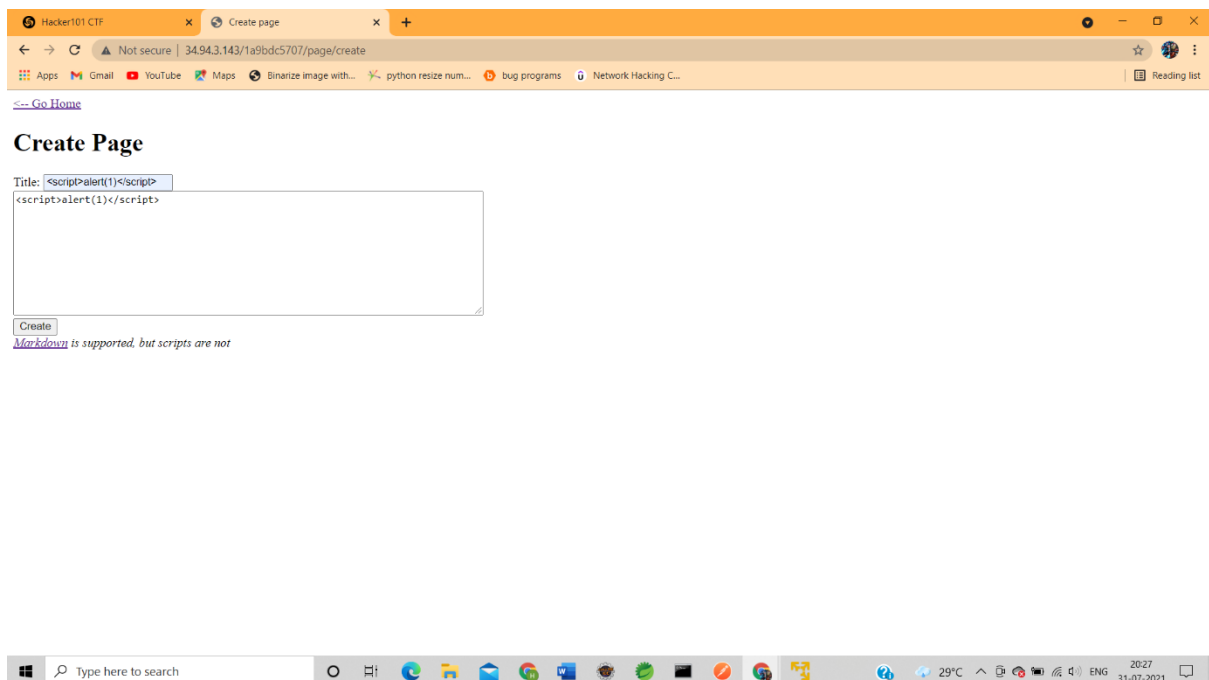 Hacker101 CTF
Create page
Not secure | 34.94.3.143/1a9bdc5707/page/create
Apps Gmail YouTube Maps Binarize image with... python resize num... bug programs Network Hacking C... Reading list
<-- Go Home
Create Page
Title: <script>alert(1)</script>
<script>alert(1)</script>
Create
Markdown is supported, but scripts are not
Type here to search
29°C ENG 20:27
31-07-2021